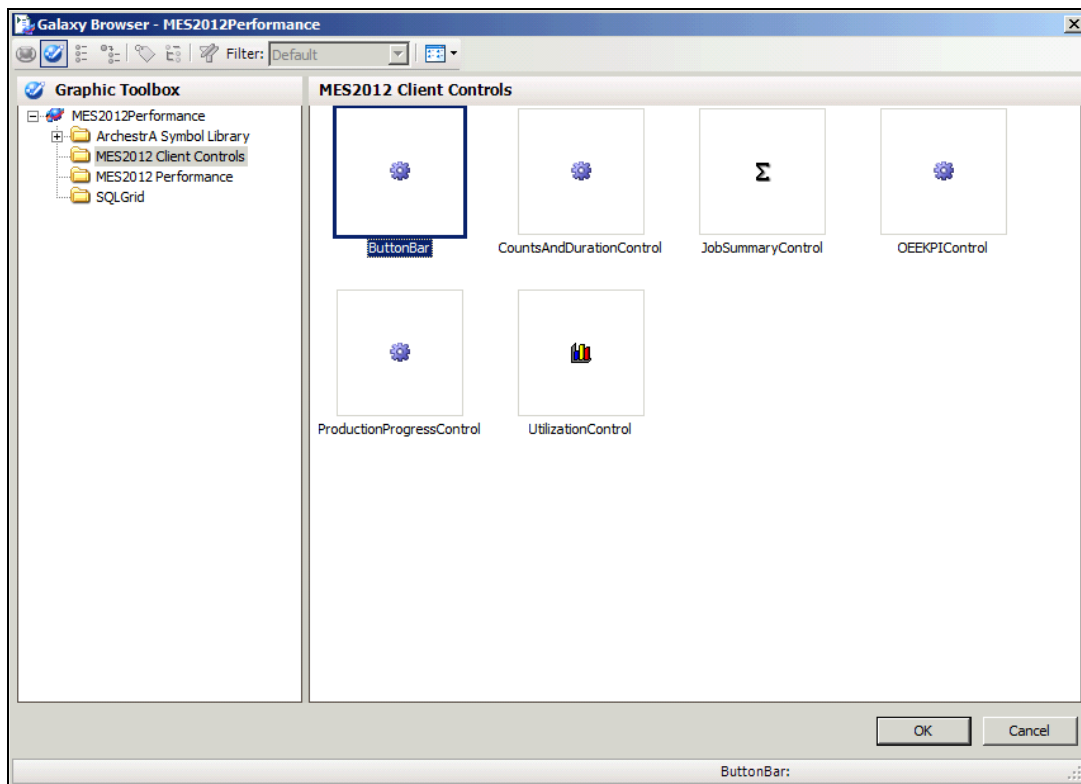 Galaxy Browser - MES2012Performance
Filter: Default
Graphic Toolbox
MES2012Performance
ArchestrA Symbol Library
MES2012 Client Controls
MES2012 Performance
SQLGrid
MES2012 Client Controls
ButtonBar CountsAndDurationControl JobSummaryControl OEEKPIControl
ProductionProgressControl UtilizationControl
OK Cancel
ButtonBar: